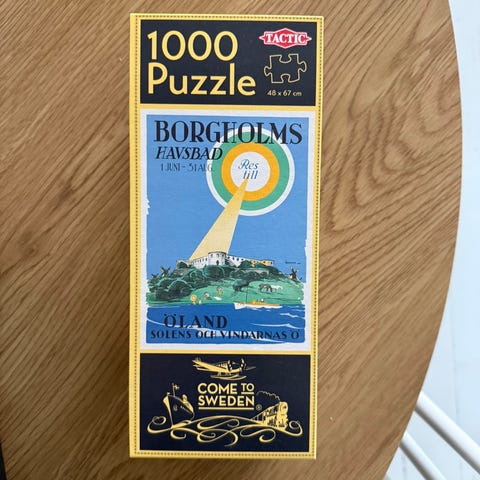 1000
Puzzle
TACTIC
48 x 67 cm
BORGHOLMS
HAVSBAD
1 JUNI - 31 AUG.
Res
till
ÖLAND
SOLENS OCH VINDARNAS Ö
COME TO
SWEDEN